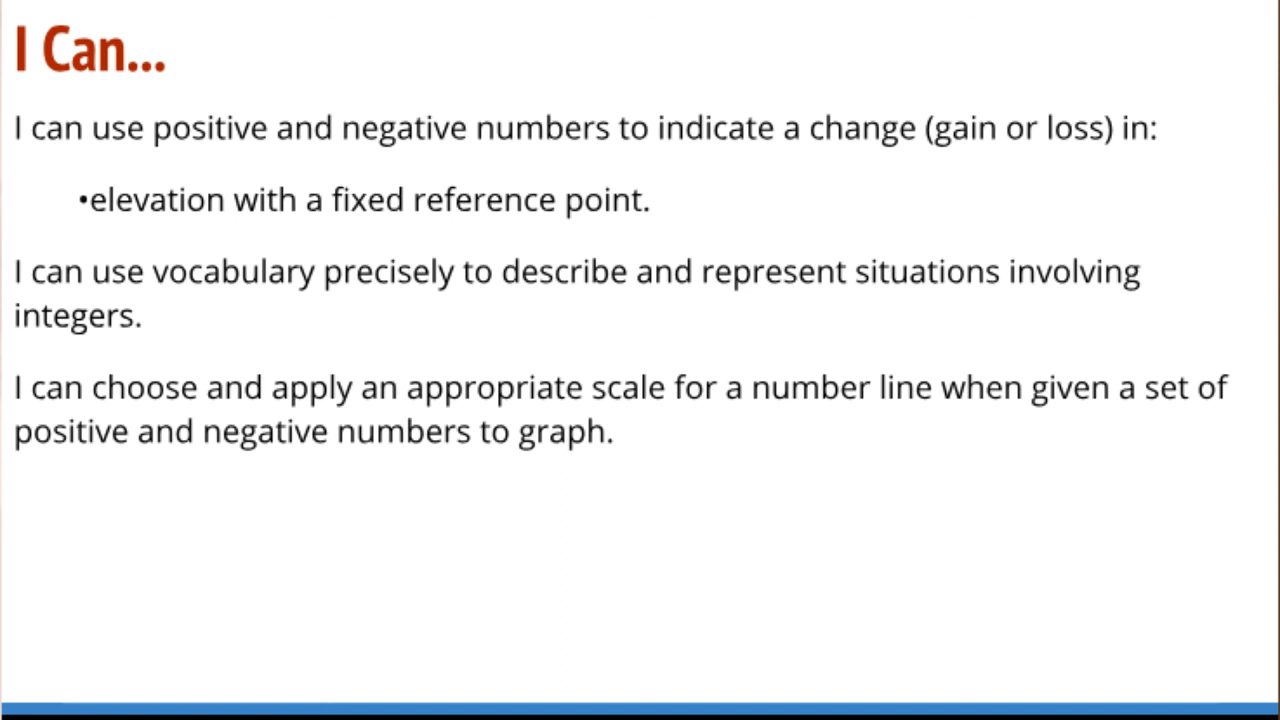 I Can...
I can use positive and negative numbers to indicate a change (gain or loss) in:
•elevation with a fixed reference point.
I can use vocabulary precisely to describe and represent situations involving
integers.
I can choose and apply an appropriate scale for a number line when given a set of
positive and negative numbers to graph.